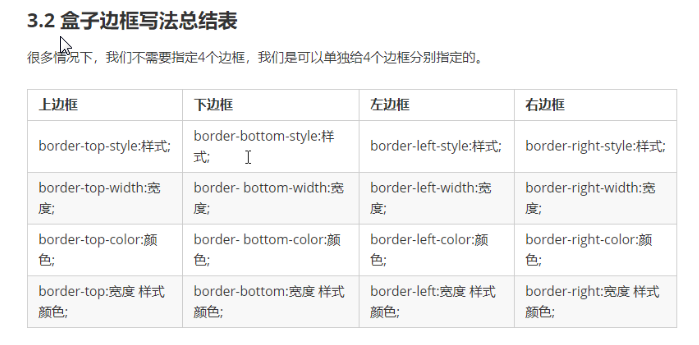 3.2 盒子边框写法总结表
很多情况下，我们不需要指定4个边框，我们是可以单独给4个边框分别指定的。
上边框 下边框 左边框 右边框
border-top-style:样式; border-bottom-style:样式; border-left-style:样式; border-right-style:样式;
border-top-width:宽度; border- bottom-width:宽度; border-left-width:宽度; border-right-width:宽度;
border-top-color:颜色; border- bottom-color:颜色; border-left-color:颜色; border-right-color:颜色;
border-top:宽度 样式 颜色; border-bottom:宽度 样式 颜色; border-left:宽度 样式 颜色; border-right:宽度 样式 颜色;